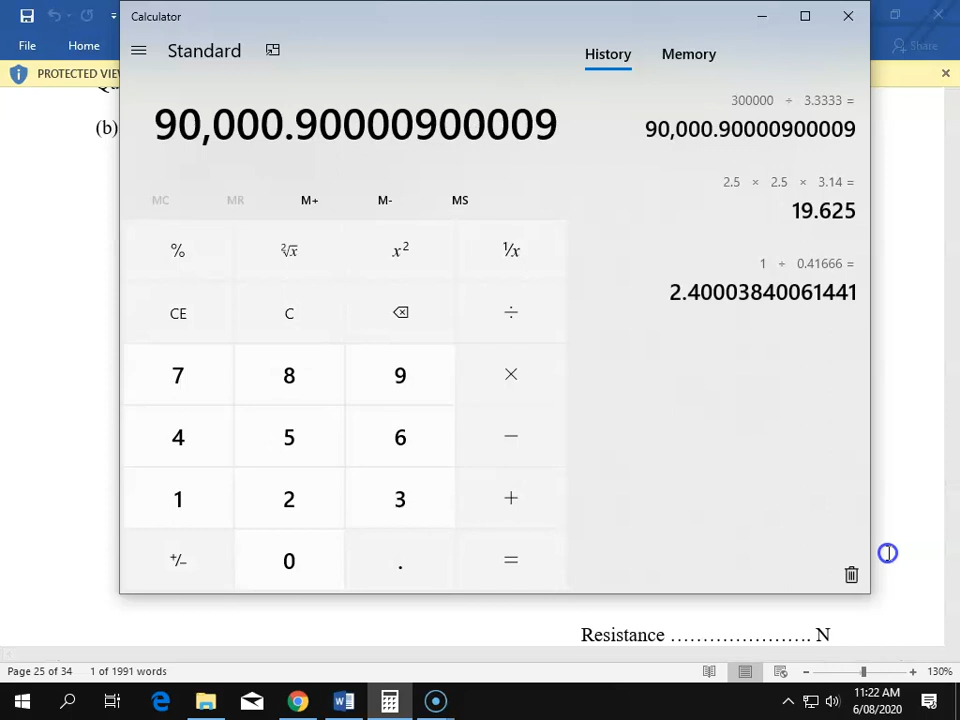 Calculator
File
Home
Share
PROTECTED VIEW
Qu
(b)
Standard
History
Memory
90,000.90000900009
300000 ÷ 3.3333 =
90,000.90000900009
2.5 × 2.5 × 3.14 =
19.625
1 ÷ 0.41666 =
2.40003840061441
MC
MR
M+
M-
MS
%
²√x
x²
¹/x
CE
C
÷
7
8
9
×
4
5
6
−
1
2
3
+
+/−
0
.
=
Resistance …………………. N
Page 25 of 34
1 of 1991 words
130%
11:22 AM
6/08/2020